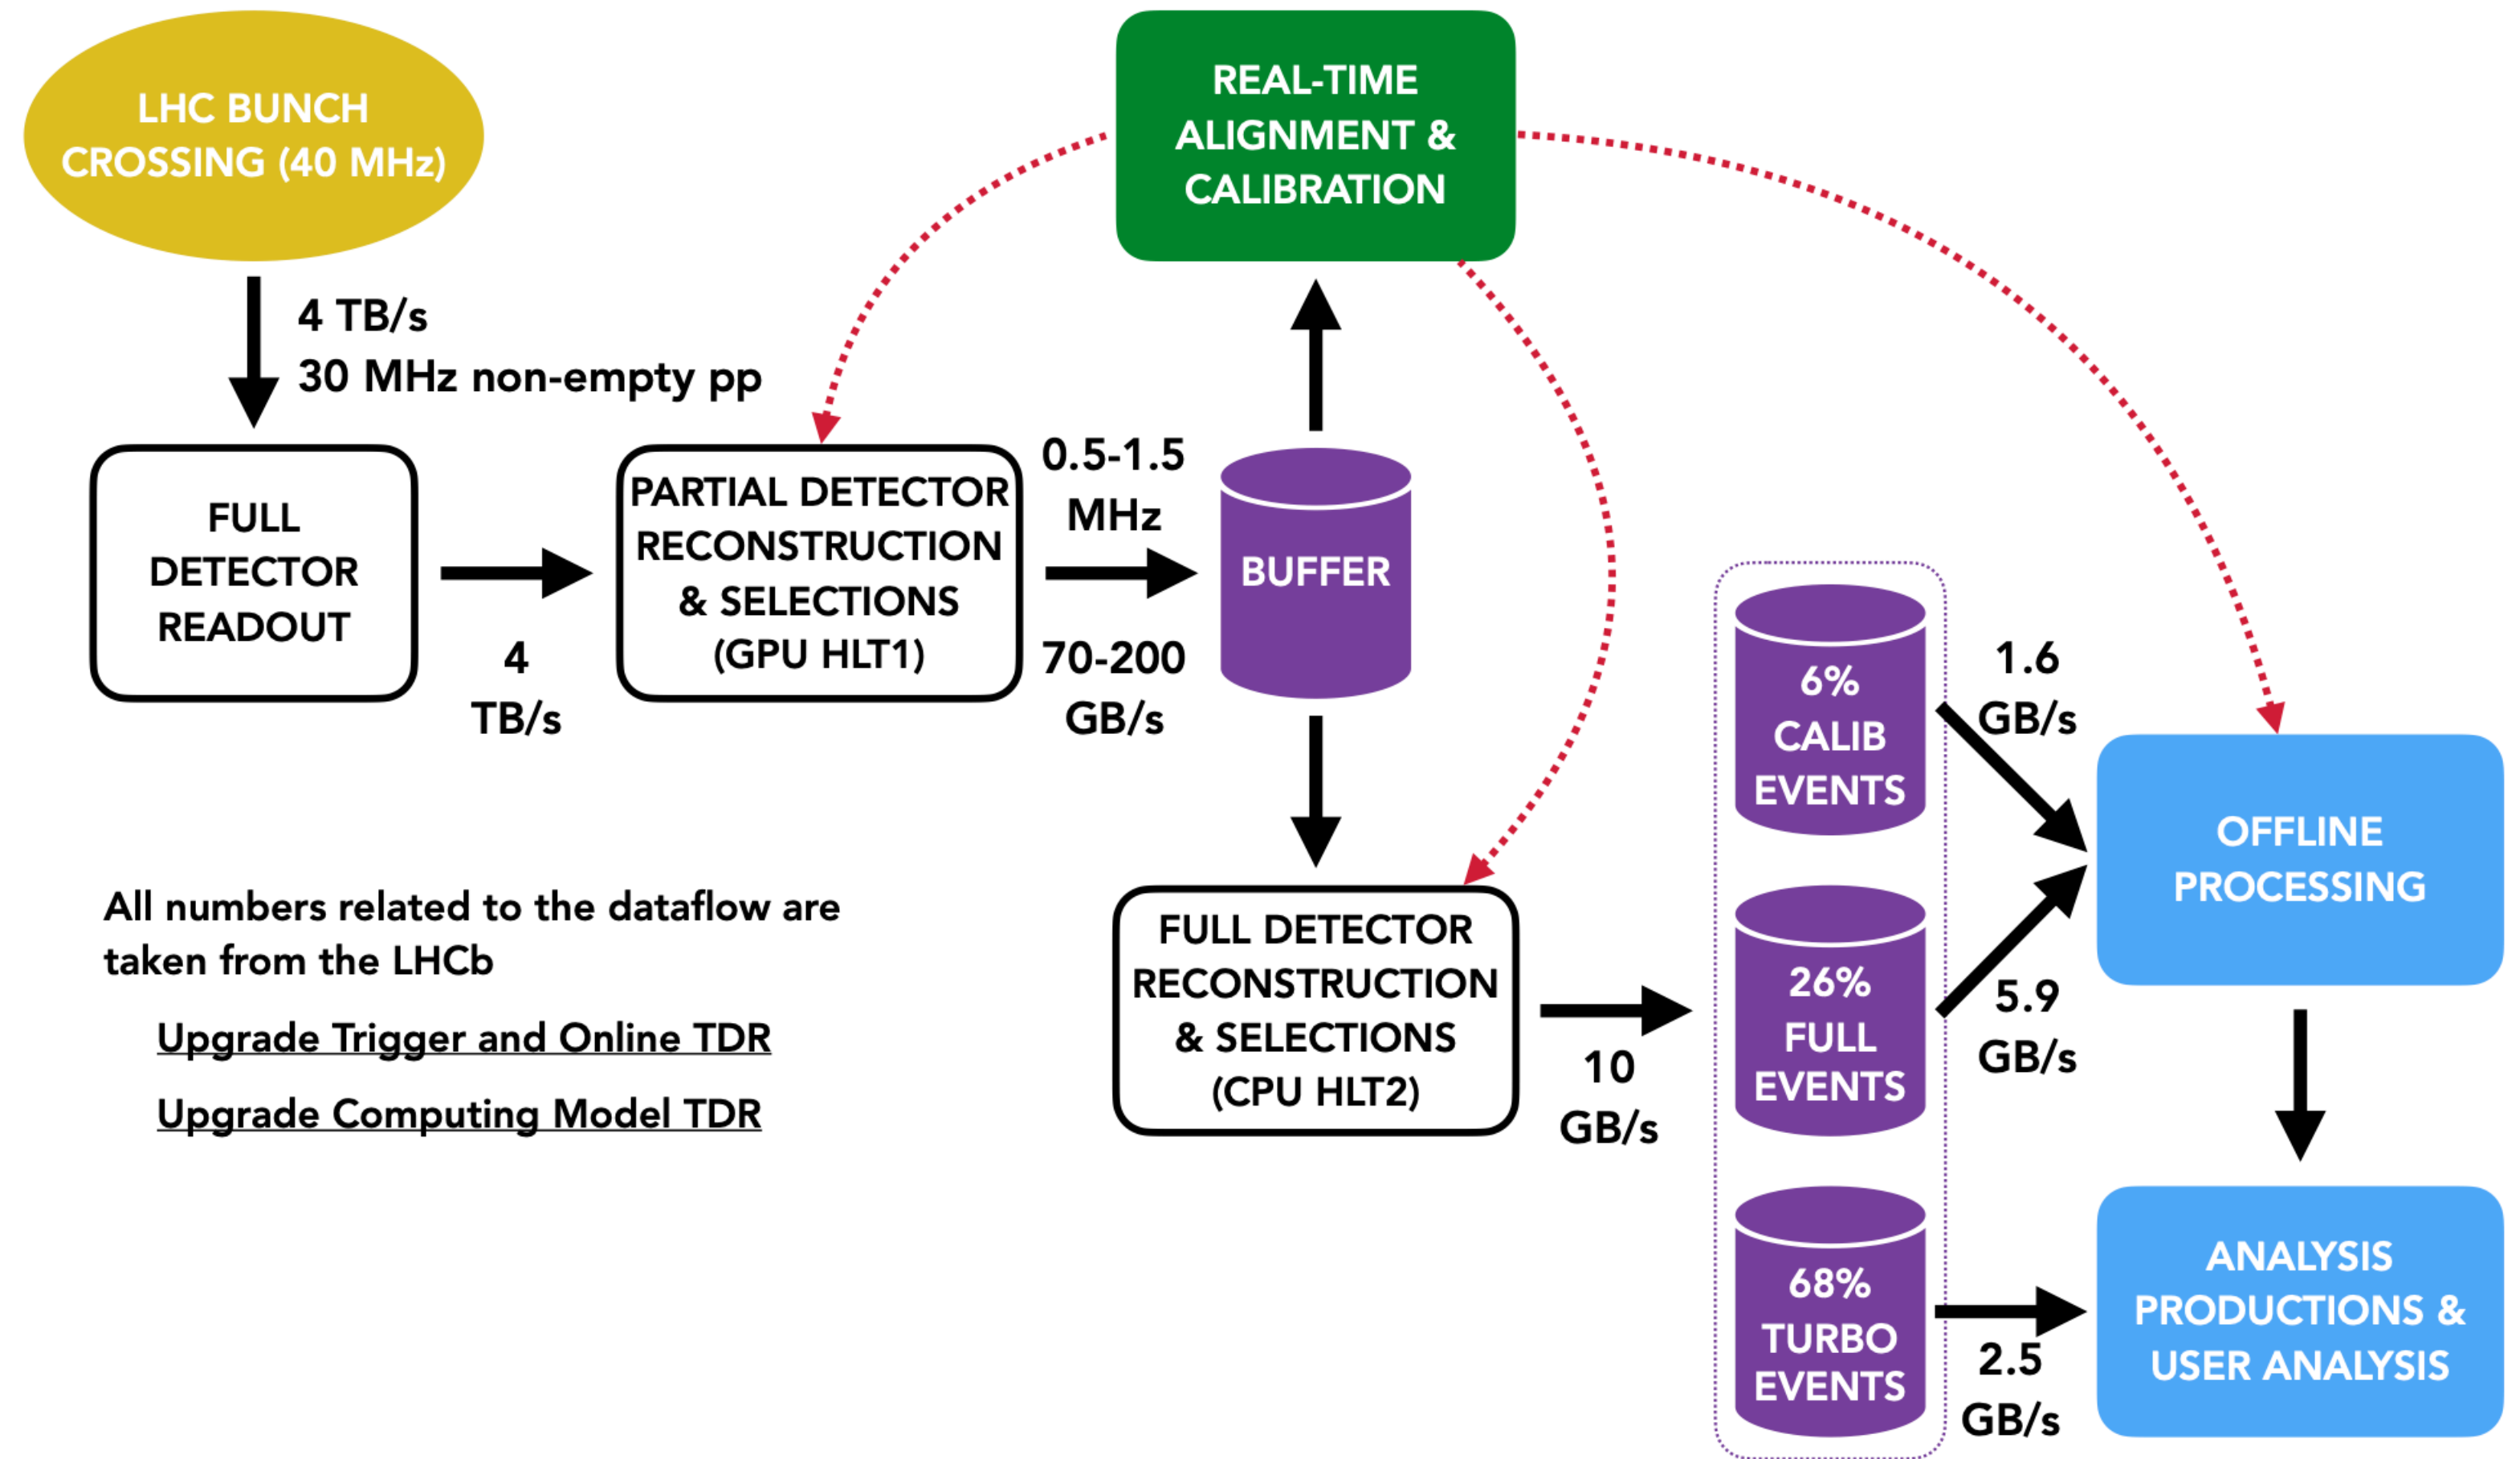 LHC BUNCH
CROSSING (40 MHz)
REAL-TIME
ALIGNMENT &
CALIBRATION
4 TB/s
30 MHz non-empty pp
FULL
DETECTOR
READOUT
4
TB/s
PARTIAL DETECTOR
RECONSTRUCTION
& SELECTIONS
(GPU HLT1)
0.5-1.5
MHz
70-200
GB/s
BUFFER
All numbers related to the dataflow are
taken from the LHCb
Upgrade Trigger and Online TDR
Upgrade Computing Model TDR
FULL DETECTOR
RECONSTRUCTION
& SELECTIONS
(CPU HLT2)
10
GB/s
6%
CALIB
EVENTS
1.6
GB/s
26%
FULL
EVENTS
5.9
GB/s
68%
TURBO
EVENTS
2.5
GB/s
OFFLINE
PROCESSING
ANALYSIS
PRODUCTIONS &
USER ANALYSIS